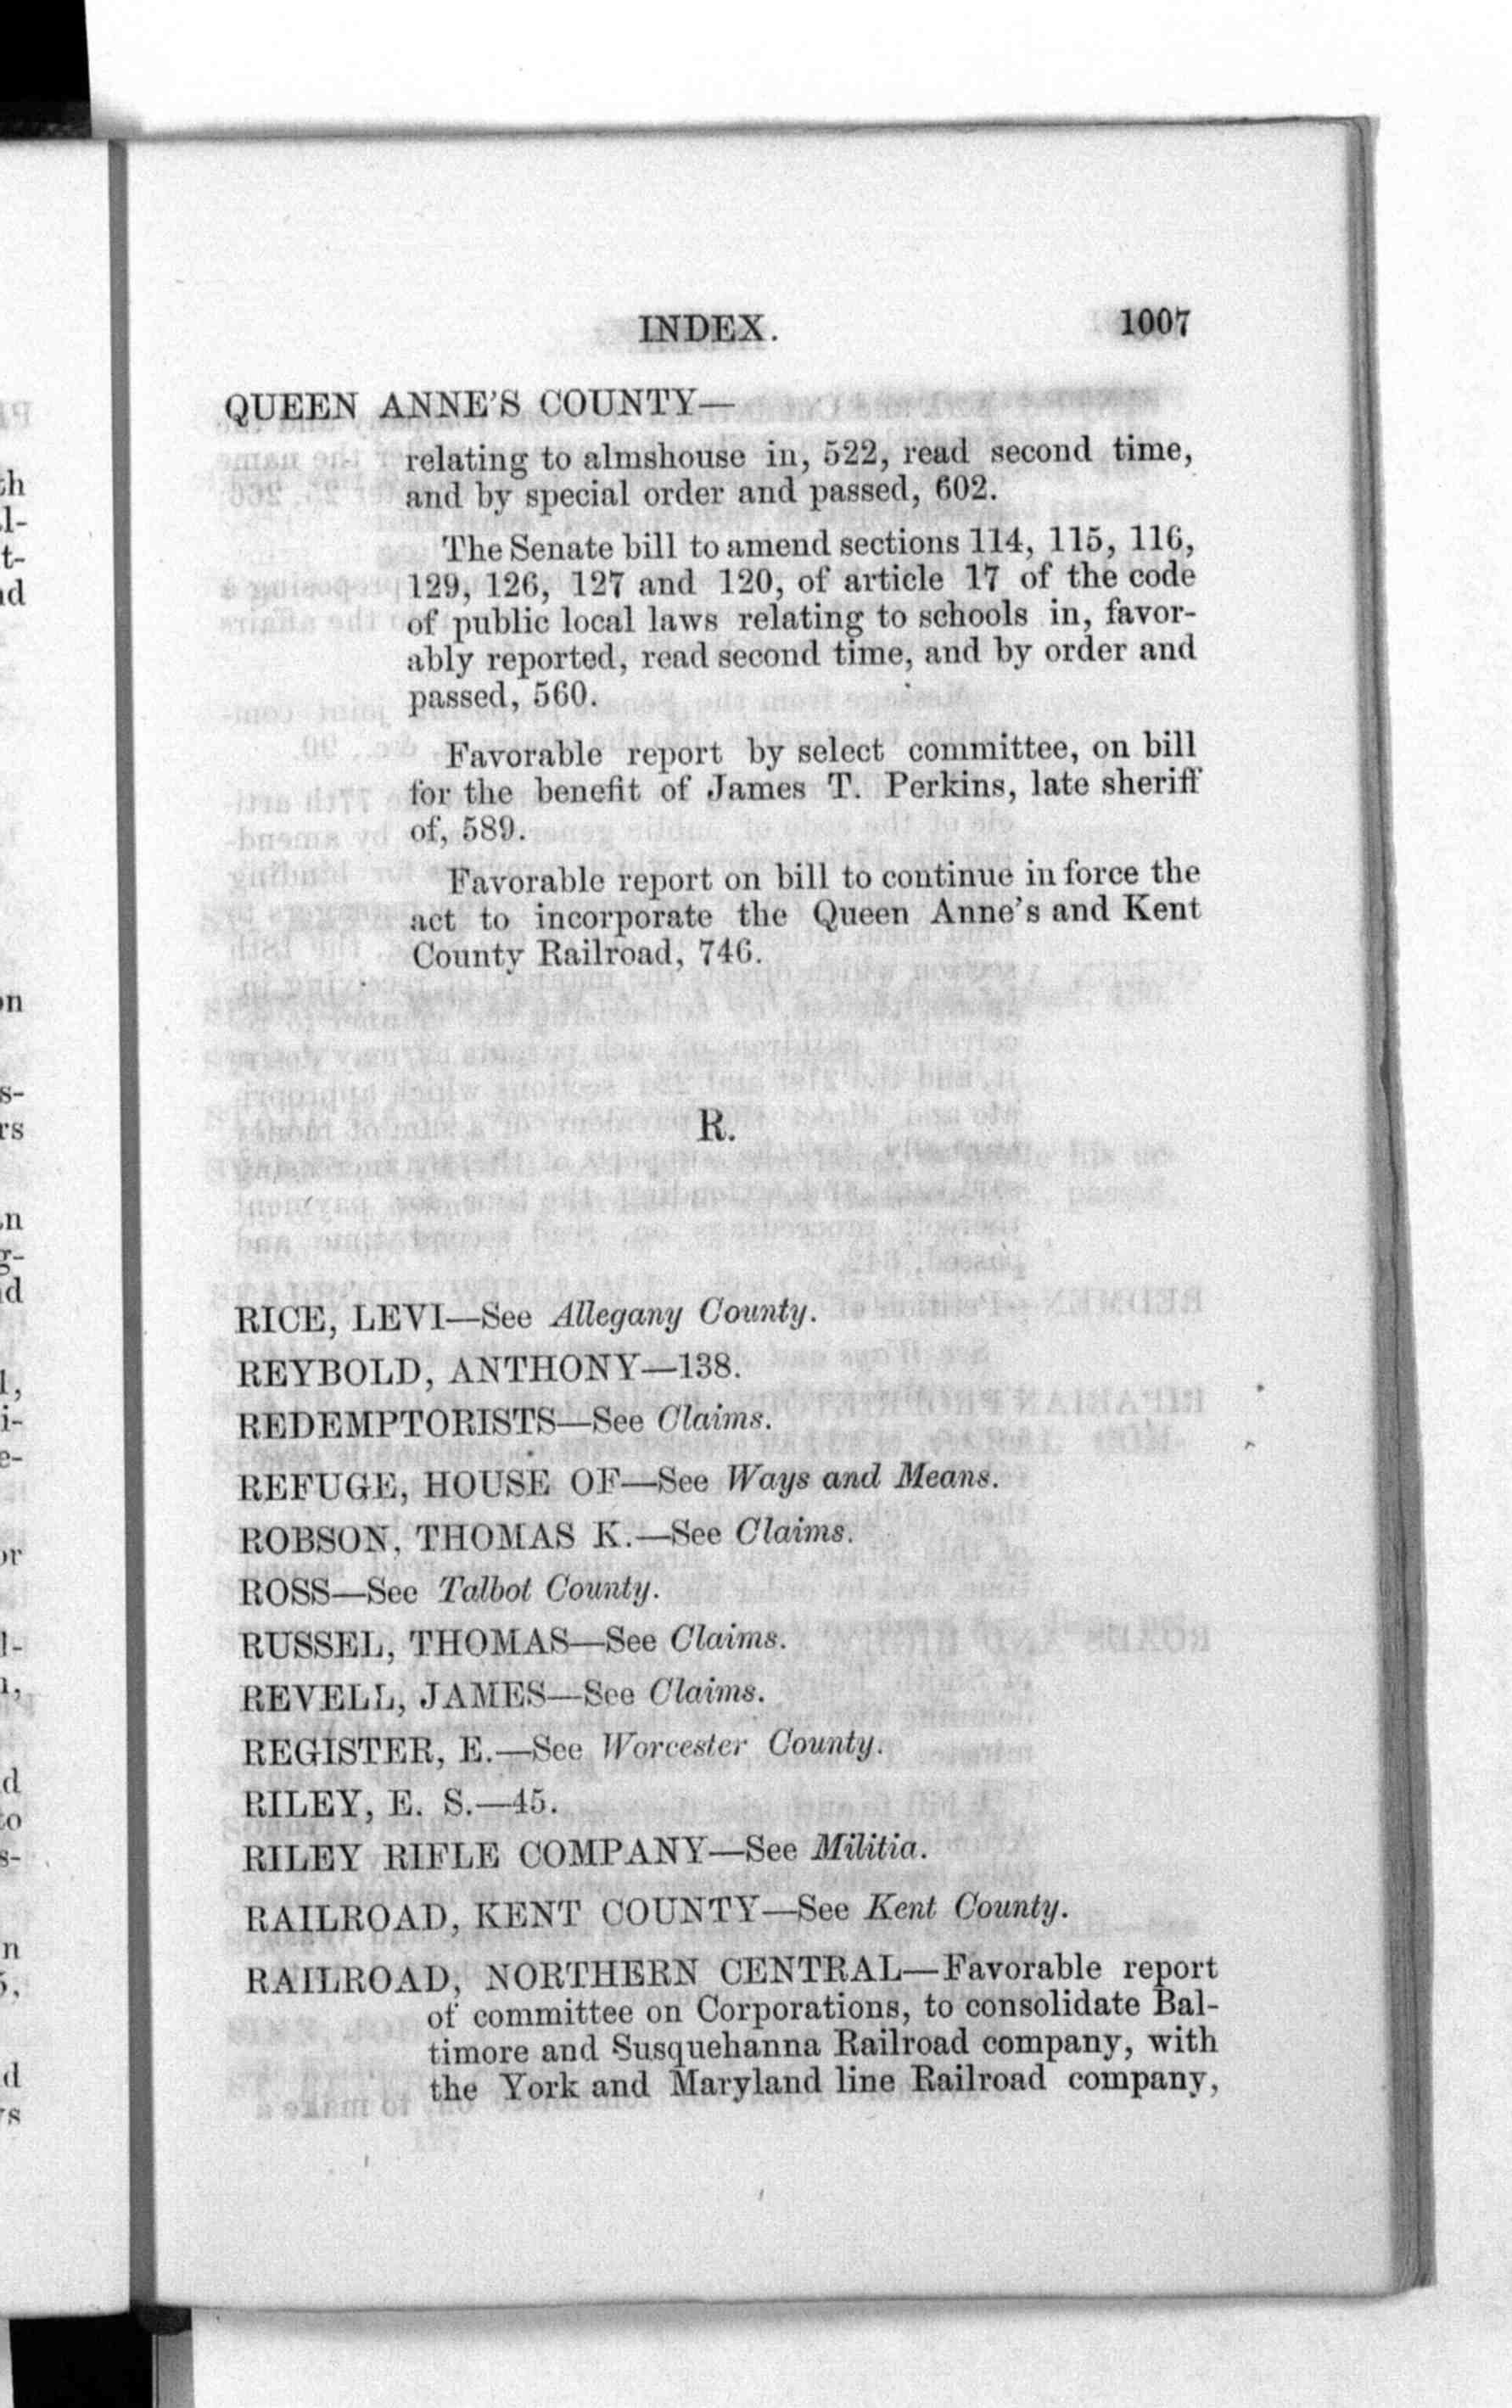 INDEX. 1007
QUEEN ANNE'S COUNTY—
relating to almshouse in, 522, read second time,
and by special order and passed, 602.
The Senate bill to amend sections 114, 115, 116,
129, 126, 127 and 120, of article 17 of the code
of public local laws relating to schools in, favor-
ably reported, read second time, and by order and
passed, 560.
Favorable report by select committee, on bill
for the benefit of James T. Perkins, late sheriff
of, 589.
Favorable report on bill to continue in force the
act to incorporate the Queen Anne's and Kent
County Railroad, 746.
R.
RICE, LEVI—See Allegany County.
REYBOLD, ANTHONY—138.
REDEMPTORISTS—See Claims.
REFUGE, HOUSE OF—See Ways and Means.
ROBSON, THOMAS K.—See Claims.
ROSS—See Talbot County.
RUSSEL, THOMAS—See Claims.
REVELL, JAMES—See Claims.
REGISTER, E.—See Worcester County.
RILEY, E. S.—45.
RILEY RIFLE COMPANY—See Militia.
RAILROAD, KENT COUNTY—See Kent County.
RAILROAD, NORTHERN CENTRAL—Favorable report
of committee on Corporations, to consolidate Bal-
timore and Susquehanna Railroad company, with
the York and Maryland line Railroad company,